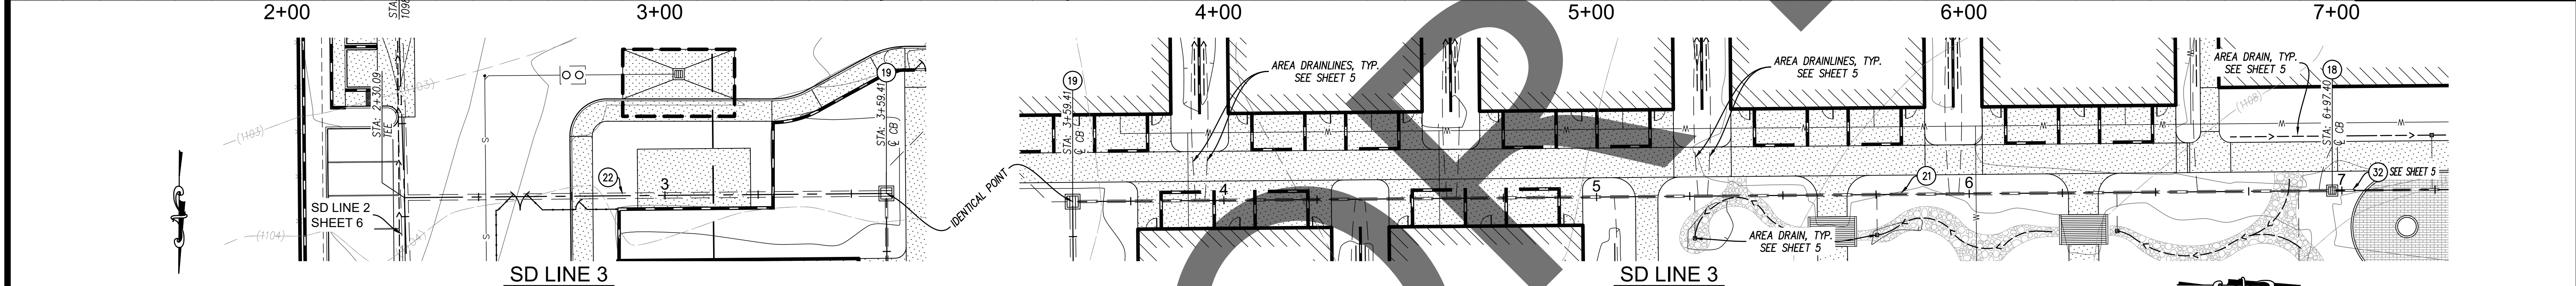 2+00 3+00 4+00 5+00 6+00 7+00
STA:
1098
(1103)
(1103)
STA: 2+30.09
TEE
(1104)
SD LINE 2
SHEET 6
S
S
22
3
19
STA: 3+59.41
℄ CB
IDENTICAL POINT
SD LINE 3
19
STA: 3+59.41
℄ CB
AREA DRAINLINES, TYP.
SEE SHEET 5
W
W
W
W
W
W
4
5
AREA DRAINLINES, TYP.
SEE SHEET 5
21
6
AREA DRAIN, TYP.
SEE SHEET 5
AREA DRAIN, TYP.
SEE SHEET 5
18
(1108)
STA: 6+97.40
℄ CB
7
32 SEE SHEET 5
SD LINE 3